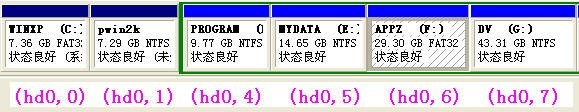 WINXP (C:)
7.36 GB FAT32
状态良好 (系
pwin2k
7.29 GB NTFS
状态良好 (未
PROGRAM (
9.77 GB NTFS
状态良好
MYDATA (E:
14.65 GB NTFS
状态良好
APPZ (F:)
29.30 GB FAT32
状态良好
DV (G:)
43.31 GB NTFS
状态良好
(hd0,0) (hd0,1) (hd0,4) (hd0,5) (hd0,6) (hd0,7)